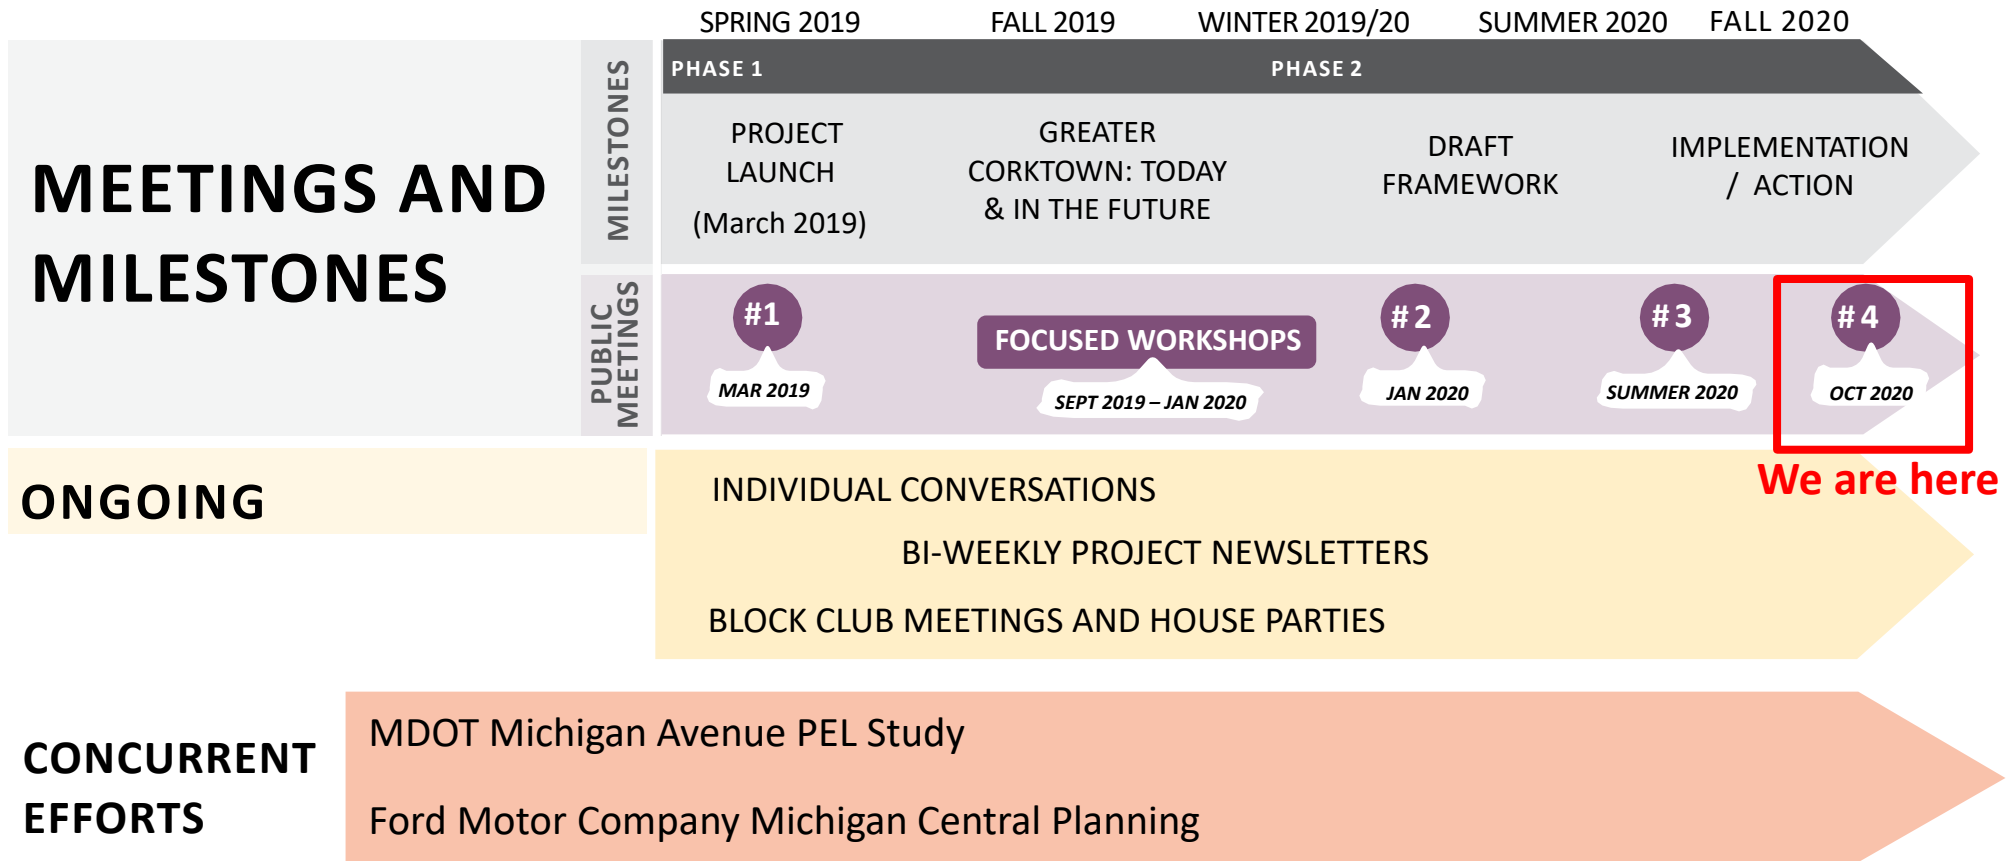 SPRING 2019 FALL 2019 WINTER 2019/20 SUMMER 2020 FALL 2020
PHASE 1 PHASE 2
MEETINGS AND
MILESTONES
MILESTONES
PROJECT
LAUNCH
(March 2019)
GREATER
CORKTOWN: TODAY
& IN THE FUTURE
DRAFT
FRAMEWORK
IMPLEMENTATION
/ ACTION
PUBLIC
MEETINGS
#1
MAR 2019
FOCUSED WORKSHOPS
SEPT 2019 – JAN 2020
#2
JAN 2020
#3
SUMMER 2020
#4
OCT 2020
We are here
ONGOING
INDIVIDUAL CONVERSATIONS
BI-WEEKLY PROJECT NEWSLETTERS
BLOCK CLUB MEETINGS AND HOUSE PARTIES
CONCURRENT
EFFORTS
MDOT Michigan Avenue PEL Study
Ford Motor Company Michigan Central Planning